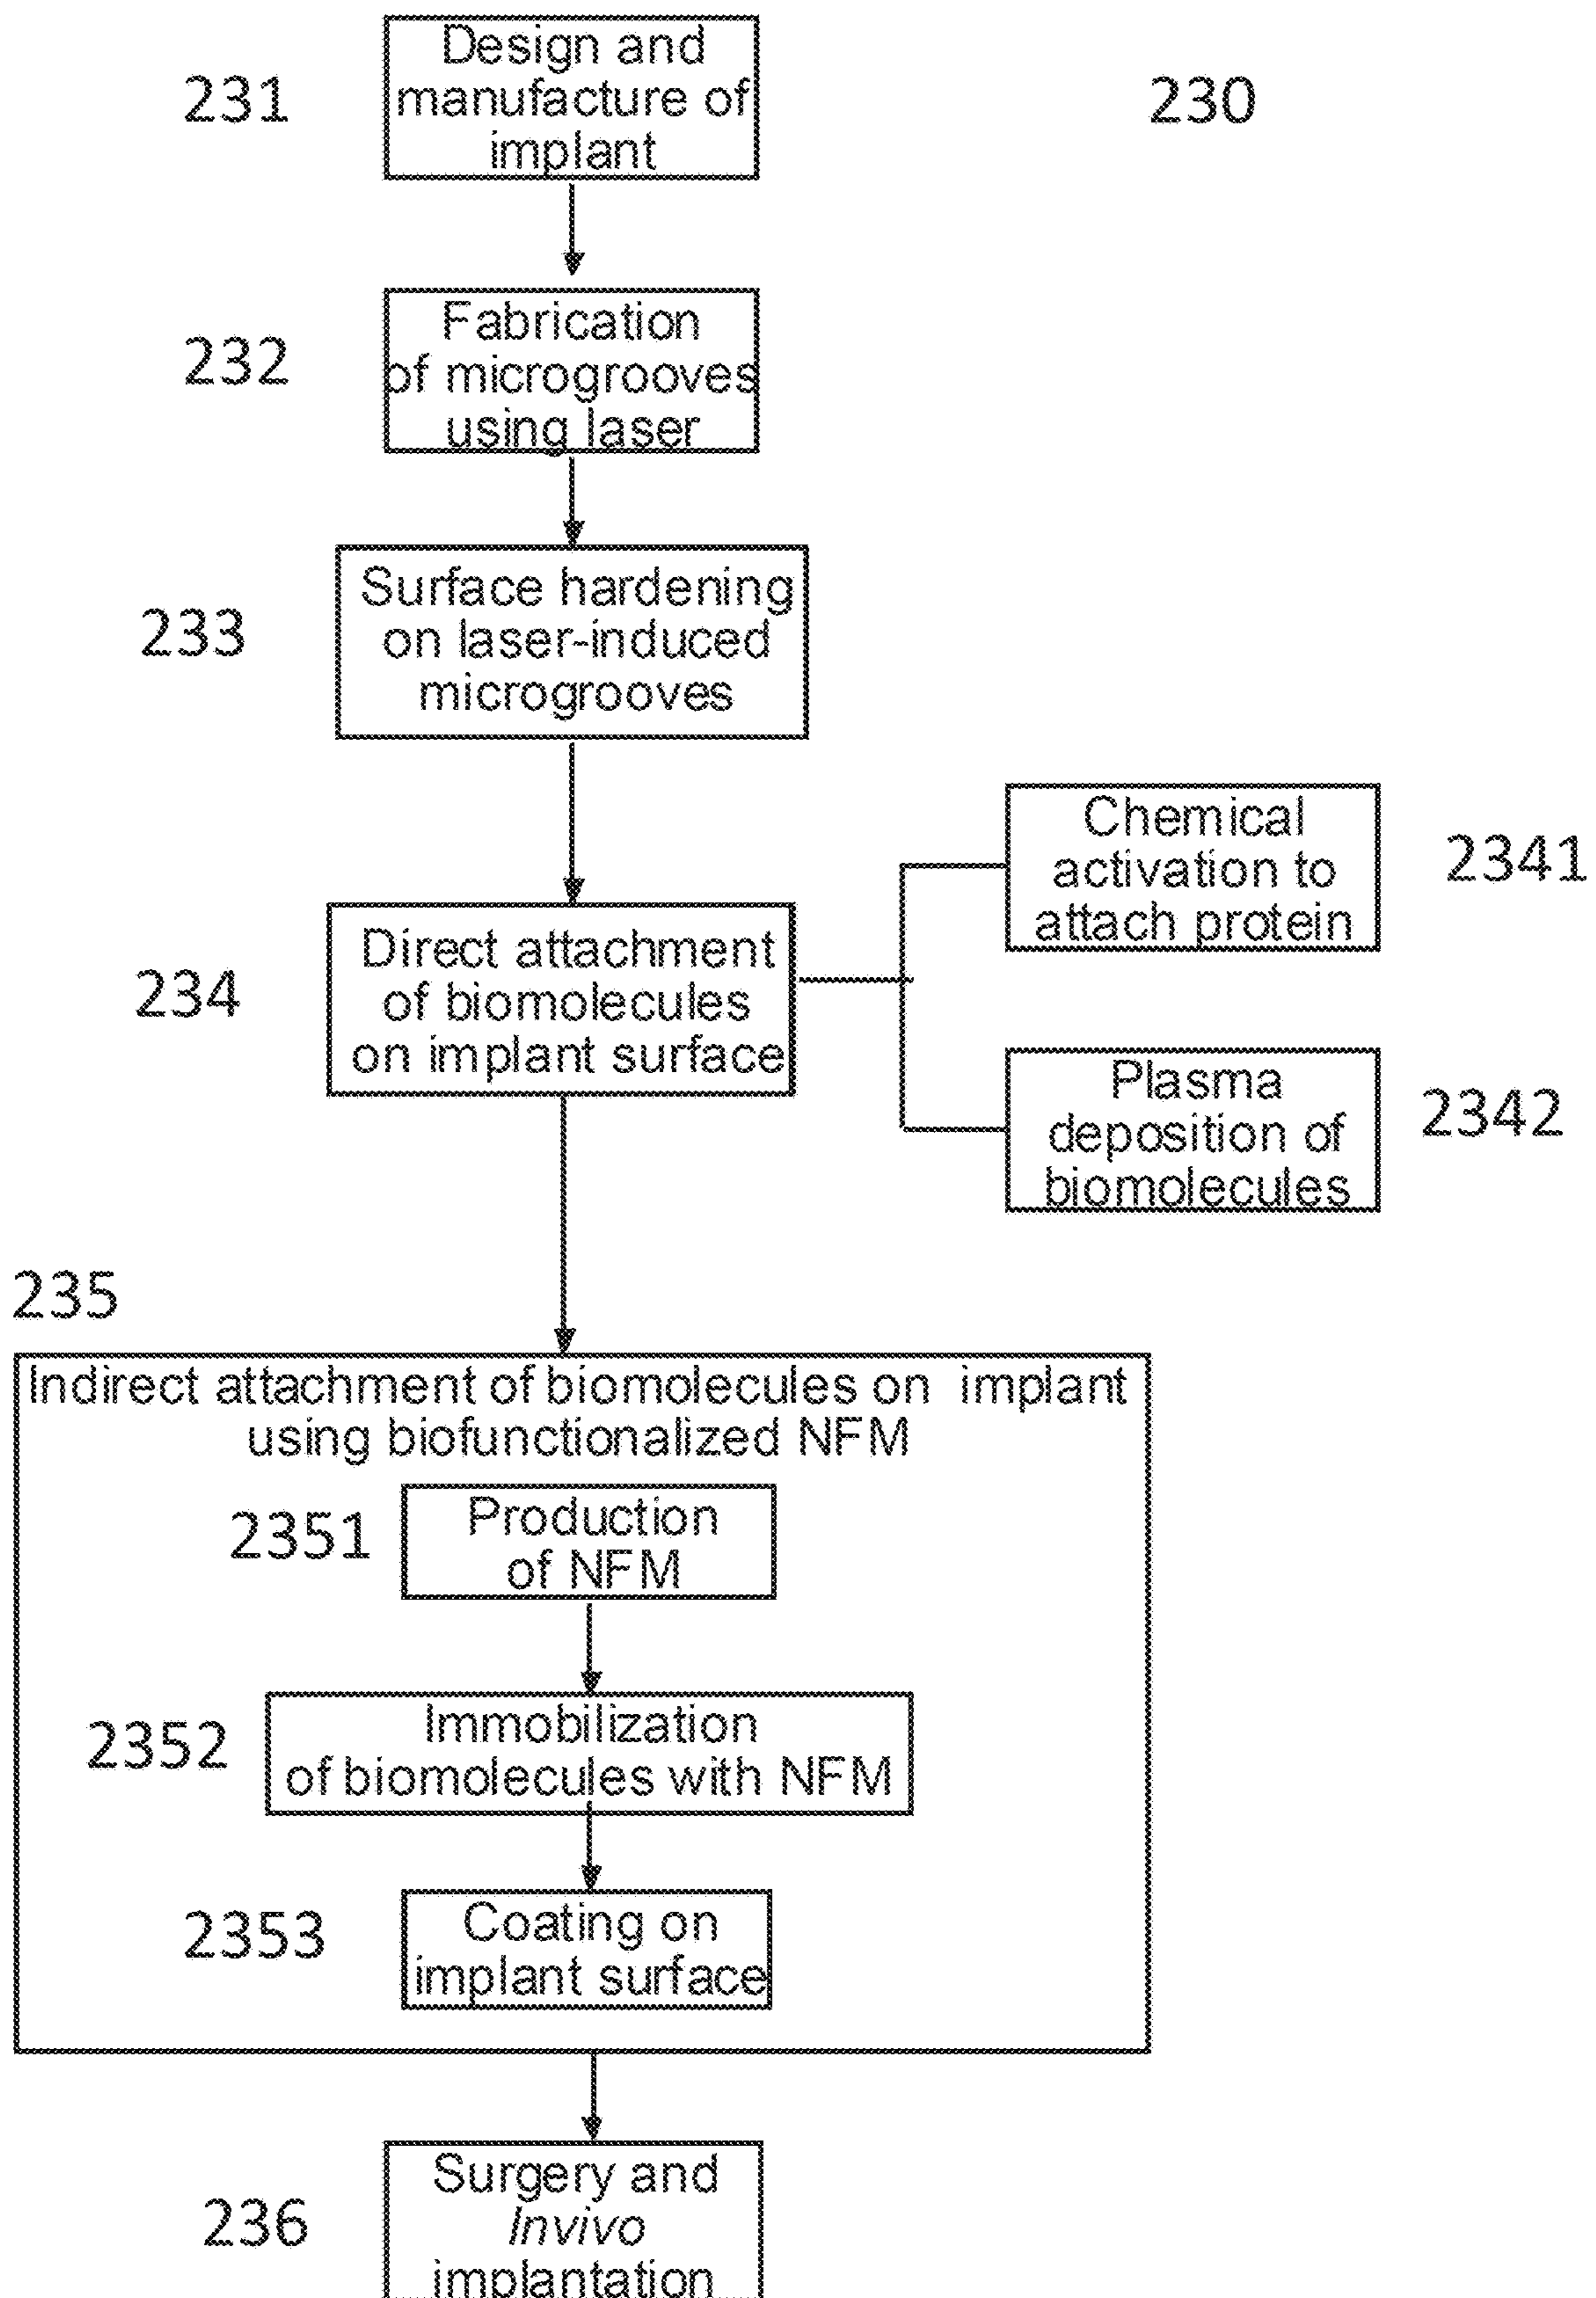 231
Design and
manufacture of
implant
230
232
Fabrication
of microgrooves
using laser
233
Surface hardening
on laser-induced
microgrooves
234
Direct attachment
of biomolecules
on implant surface
Chemical
activation to
attach protein
2341
Plasma
deposition of
biomolecules
2342
235
Indirect attachment of biomolecules on implant
using biofunctionalized NFM
2351
Production
of NFM
2352
Immobilization
of biomolecules with NFM
2353
Coating on
implant surface
236
Surgery and
Invivo
implantation